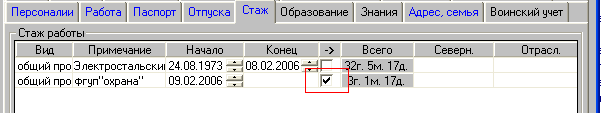 Персоналии Работа Паспорт Отпуска Стаж Образование Знания Адрес, семья Воинский учет
Стаж работы
Вид Примечание Начало Конец -> Всего Северн. Отрасл.
общий про Электростальски 24.08.1973 08.02.2006 32г. 5м. 17д.
общий про фгуп"охрана" 09.02.2006 3г. 1м. 17д.